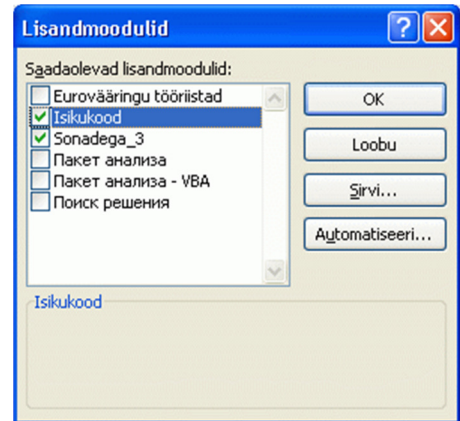 Lisandmoodulid
Saadaolevad lisandmoodulid:
Eurovääringu tööriistad
Isikukood
Sonadega_3
Пакет анализа
Пакет анализа - VBA
Поиск решения
OK
Loobu
Sirvi...
Automatiseeri...
Isikukood